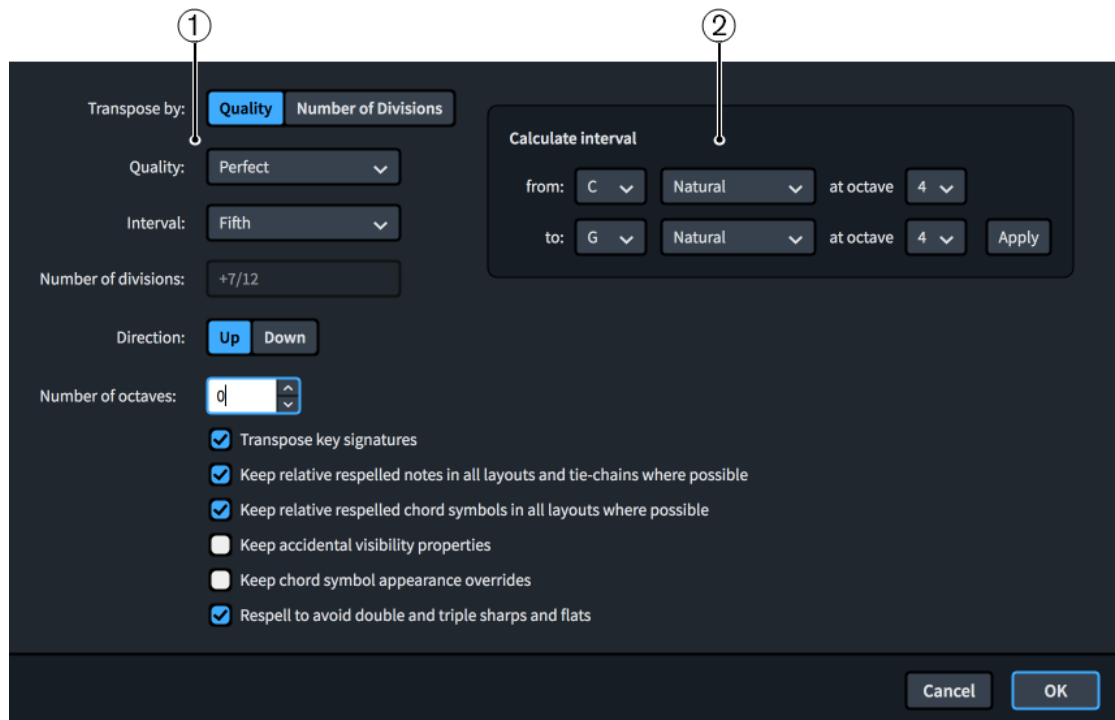 1 2
Transpose by: Quality Number of Divisions
Quality: Perfect
Interval: Fifth
Number of divisions: +7/12
Direction: Up Down
Number of octaves: 0
Transpose key signatures
Keep relative respelled notes in all layouts and tie-chains where possible
Keep relative respelled chord symbols in all layouts where possible
Keep accidental visibility properties
Keep chord symbol appearance overrides
Respell to avoid double and triple sharps and flats
Calculate interval
from: C Natural at octave 4
to: G Natural at octave 4 Apply
Cancel OK